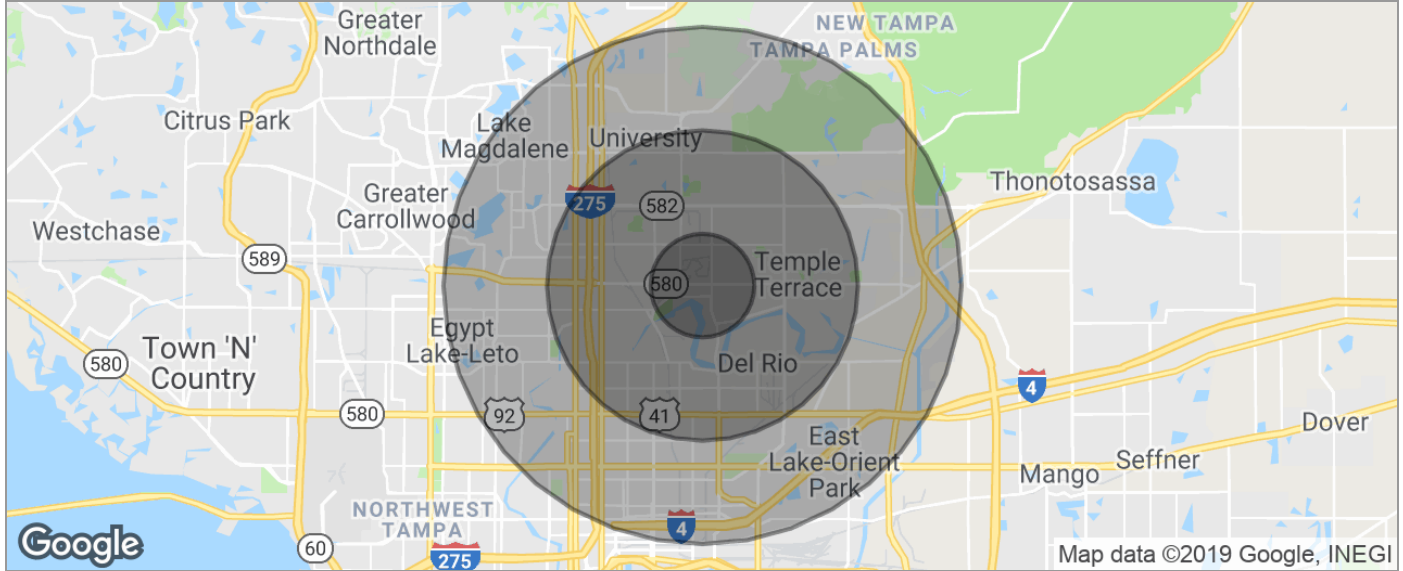 Greater
Northdale
NEW TAMPA
TAMPA PALMS
Citrus Park
Lake
Magdalene
University
Thonotosassa
Greater
Carrollwood
275
582
Westchase
589
Temple
Terrace
580
Egypt
Lake-Leto
Town 'N'
Country
580
Del Rio
4
580
92
41
Dover
East
Lake-Orient
Park
Seffner
Mango
NORTHWEST
TAMPA
4
60
275
Google
Map data ©2019 Google, INEGI